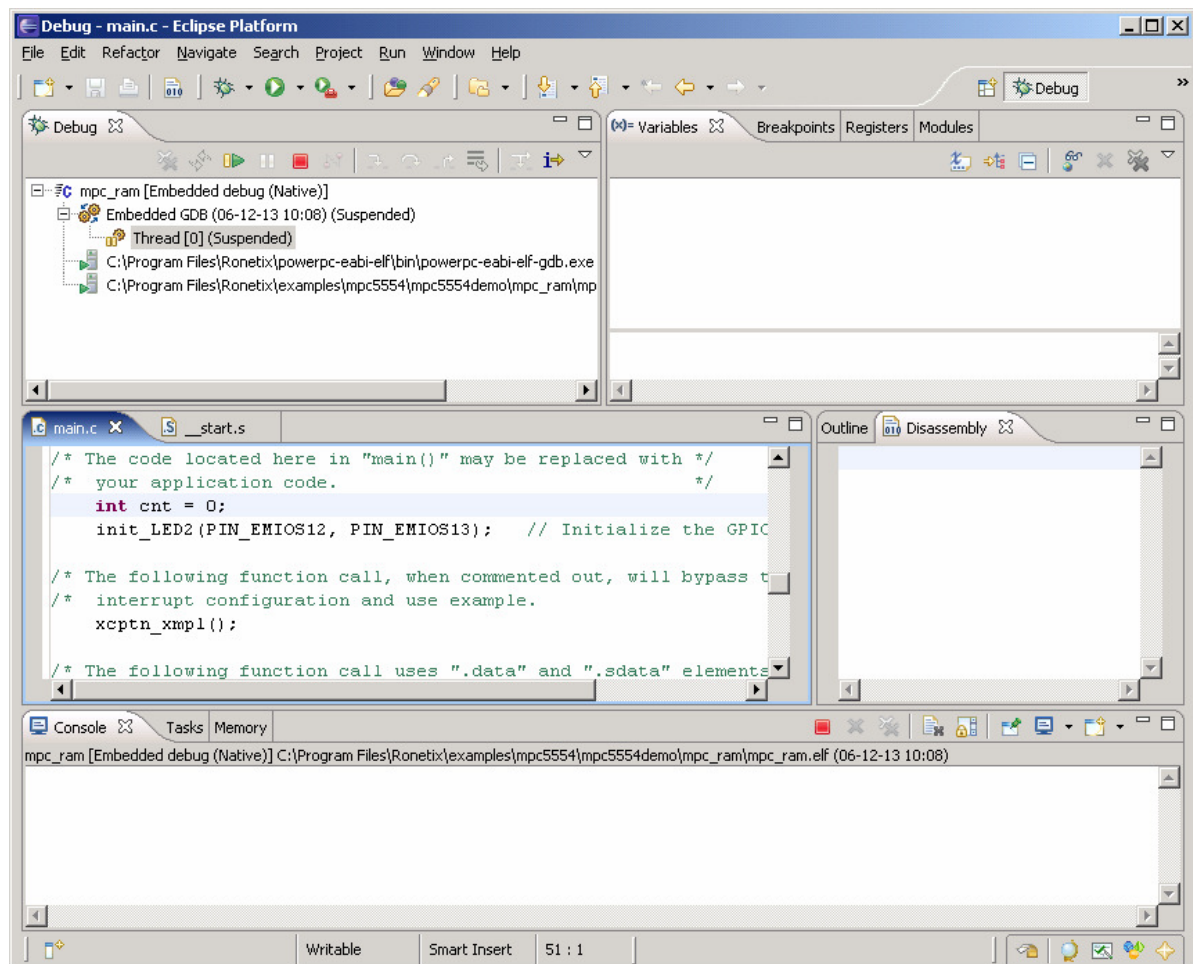 Debug - main.c - Eclipse Platform
File Edit Refactor Navigate Search Project Run Window Help
Debug
Debug
Variables Breakpoints Registers Modules
mpc_ram [Embedded debug (Native)]
Embedded GDB (06-12-13 10:08) (Suspended)
Thread [0] (Suspended)
C:\Program Files\Ronetix\powerpc-eabi-elf\bin\powerpc-eabi-elf-gdb.exe
C:\Program Files\Ronetix\examples\mpc5554\mpc5554demo\mpc_ram\mp
main.c __start.s
/* The code located here in "main()" may be replaced with */
/* your application code. */
int cnt = 0;
init_LED2(PIN_EMIOS12, PIN_EMIOS13); // Initialize the GPIO
/* The following function call, when commented out, will bypass t
/* interrupt configuration and use example.
xcptn_xmpl();
/* The following function call uses ".data" and ".sdata" elements
Outline Disassembly
Console Tasks Memory
mpc_ram [Embedded debug (Native)] C:\Program Files\Ronetix\examples\mpc5554\mpc5554demo\mpc_ram\mpc_ram.elf (06-12-13 10:08)
Writable Smart Insert 51 : 1